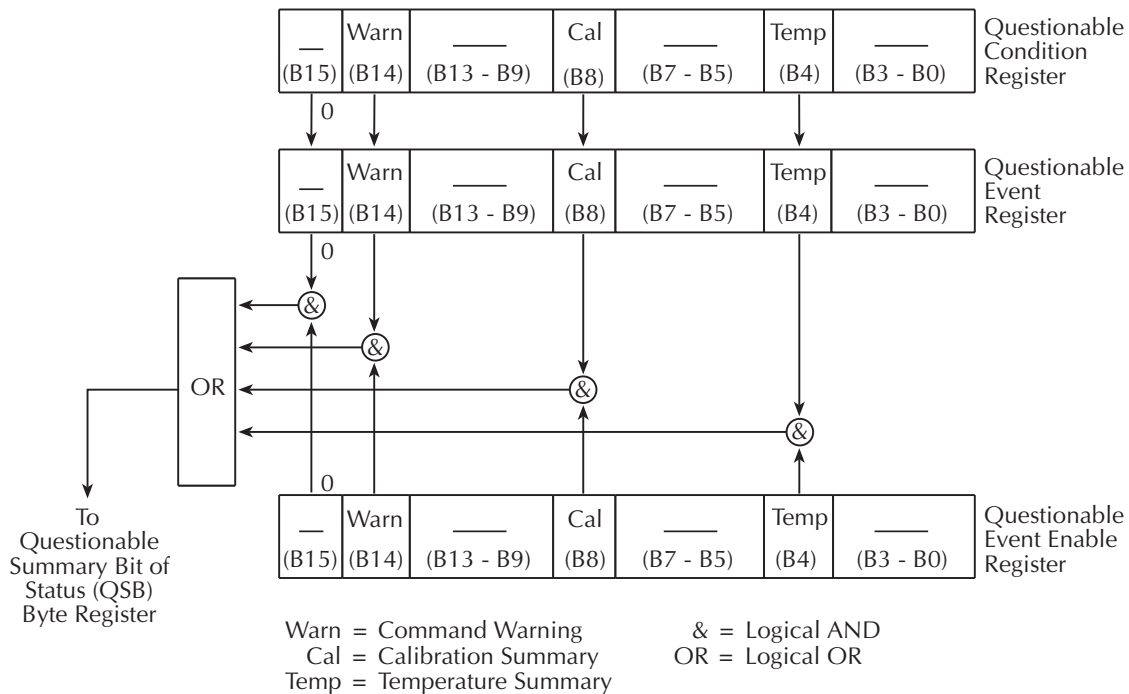 Warn Cal Temp
(B15) (B14) (B13 - B9) (B8) (B7 - B5) (B4) (B3 - B0)
Questionable
Condition
Register
0
Warn Cal Temp
(B15) (B14) (B13 - B9) (B8) (B7 - B5) (B4) (B3 - B0)
Questionable
Event
Register
0
&
&
&
&
OR
0
Warn Cal Temp
(B15) (B14) (B13 - B9) (B8) (B7 - B5) (B4) (B3 - B0)
Questionable
Event Enable
Register
To
Questionable
Summary Bit of
Status (QSB)
Byte Register
Warn = Command Warning
Cal = Calibration Summary
Temp = Temperature Summary
& = Logical AND
OR = Logical OR